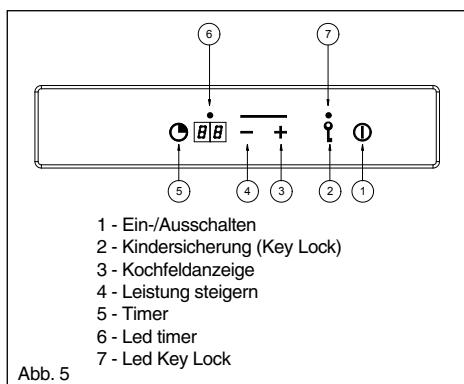 6 7
88 − +
5 4 3 2 1
1 - Ein-/Ausschalten
2 - Kindersicherung (Key Lock)
3 - Kochfeldanzeige
4 - Leistung steigern
5 - Timer
6 - Led timer
7 - Led Key Lock
Abb. 5